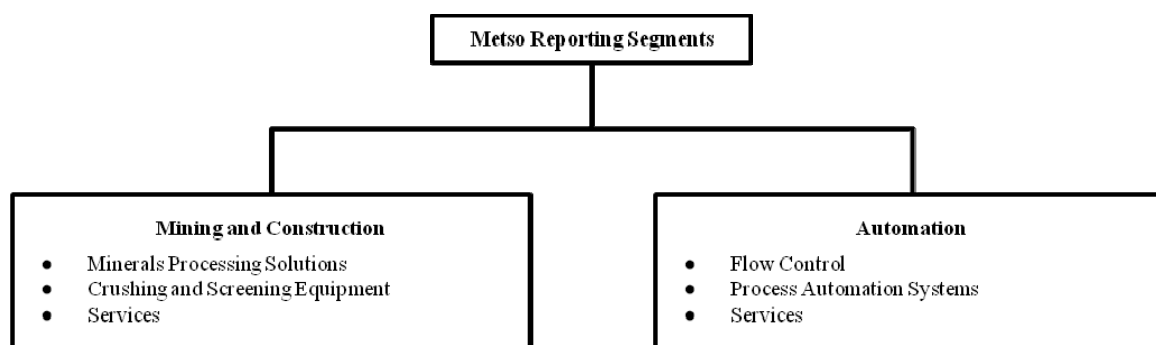 Metso Reporting Segments
Mining and Construction
● Minerals Processing Solutions
● Crushing and Screening Equipment
● Services
Automation
● Flow Control
● Process Automation Systems
● Services